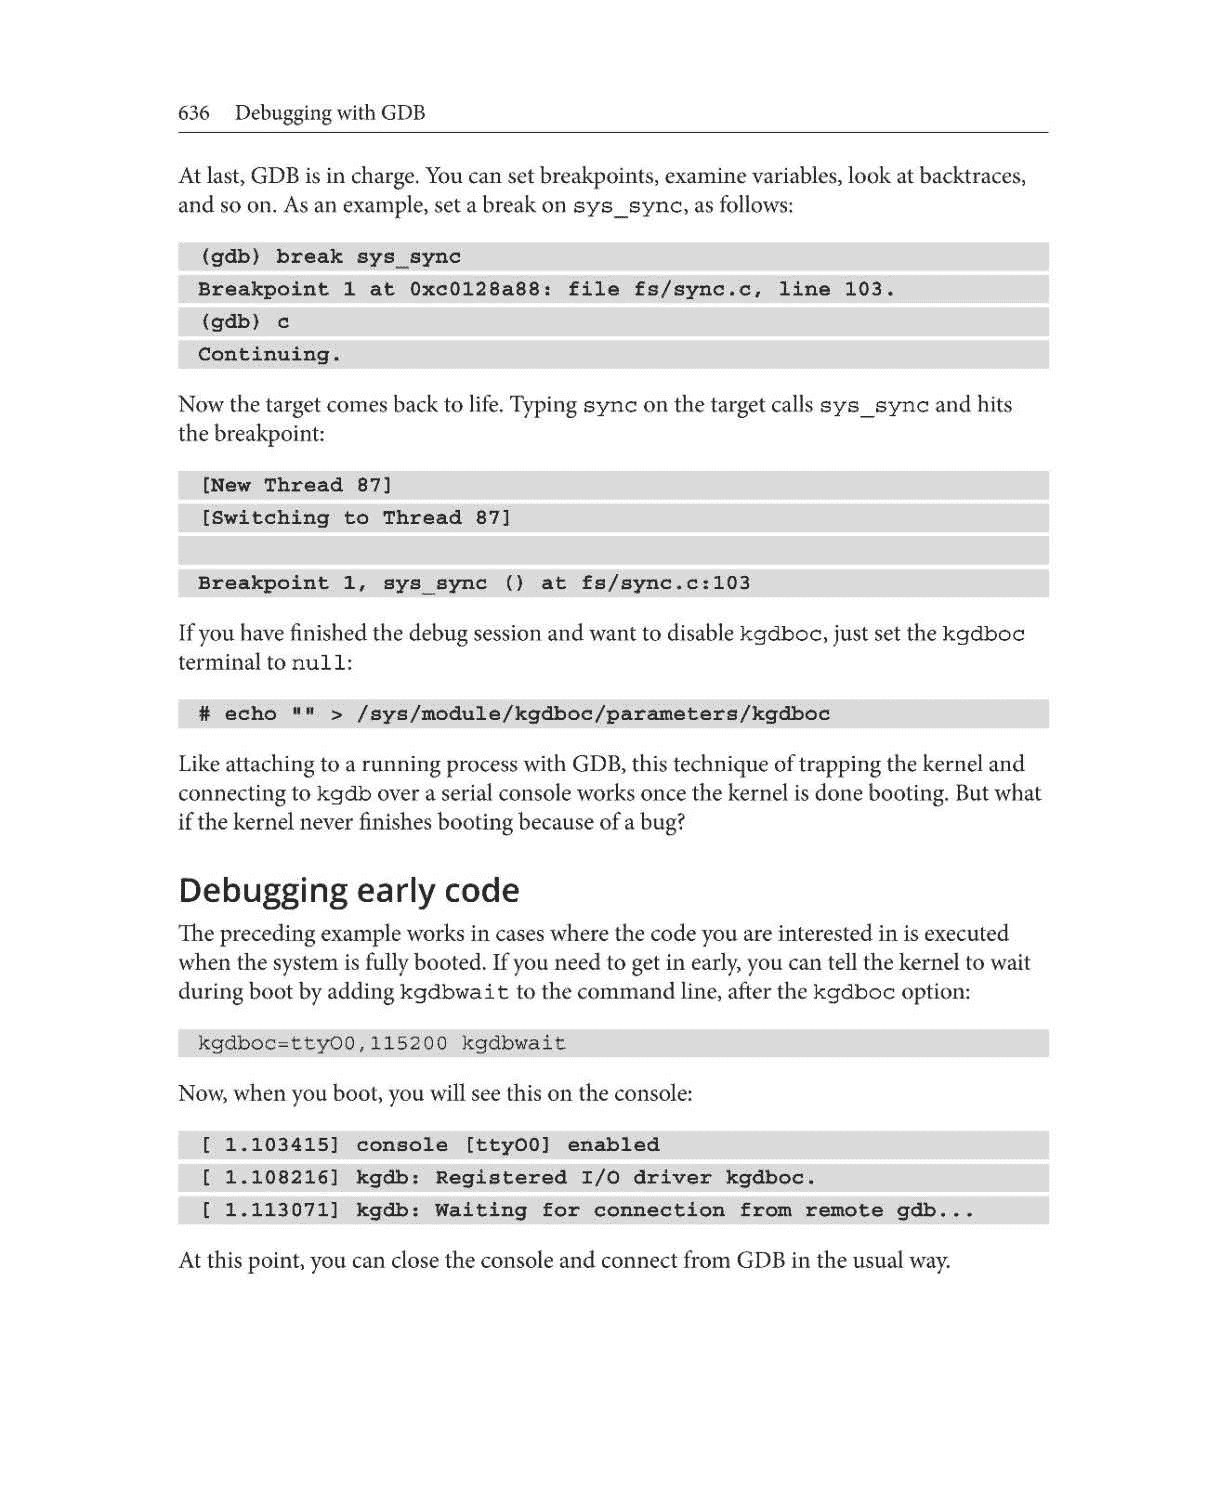 636 Debugging with GDB
At last, GDB is in charge. You can set breakpoints, examine variables, look at backtraces,
and so on. As an example, set a break on sys_sync, as follows:
(gdb) break sys_sync
Breakpoint 1 at 0xc0128a88: file fs/sync.c, line 103.
(gdb) c
Continuing.
Now the target comes back to life. Typing sync on the target calls sys_sync and hits
the breakpoint:
[New Thread 87]
[Switching to Thread 87]
Breakpoint 1, sys_sync () at fs/sync.c:103
If you have finished the debug session and want to disable kgdboc, just set the kgdboc
terminal to null:
# echo "" > /sys/module/kgdboc/parameters/kgdboc
Like attaching to a running process with GDB, this technique of trapping the kernel and
connecting to kgdb over a serial console works once the kernel is done booting. But what
if the kernel never finishes booting because of a bug?
Debugging early code
The preceding example works in cases where the code you are interested in is executed
when the system is fully booted. If you need to get in early, you can tell the kernel to wait
during boot by adding kgdbwait to the command line, after the kgdboc option:
kgdboc=ttyO0,115200 kgdbwait
Now, when you boot, you will see this on the console:
[ 1.103415] console [ttyO0] enabled
[ 1.108216] kgdb: Registered I/O driver kgdboc.
[ 1.113071] kgdb: Waiting for connection from remote gdb...
At this point, you can close the console and connect from GDB in the usual way.